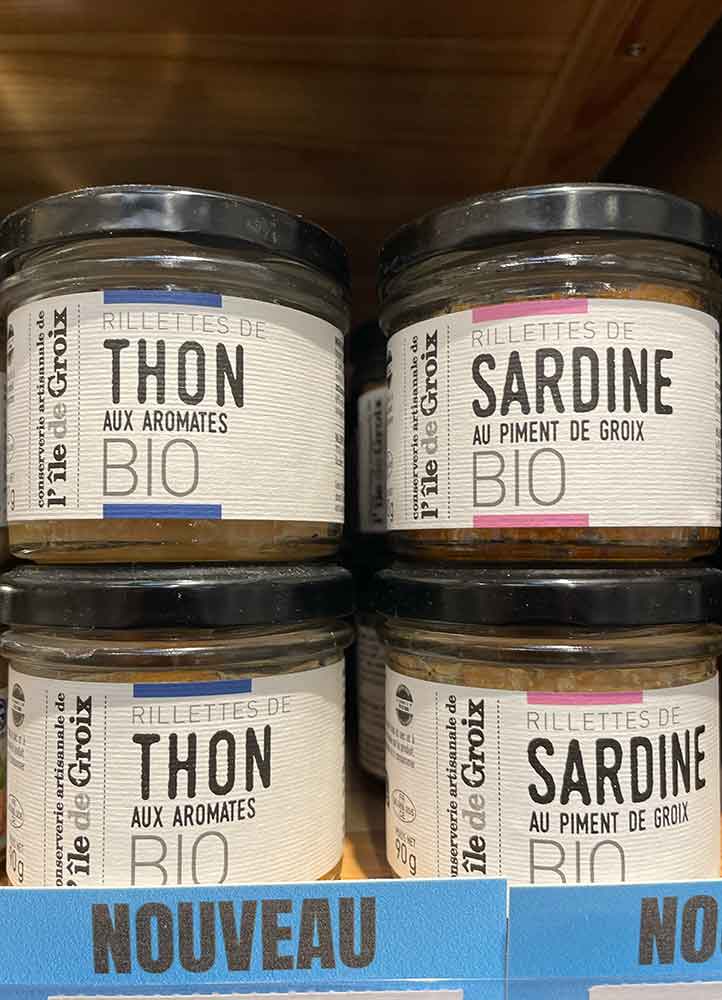 conserverie artisanale de
l'île de Groix
RILLETTES DE
THON
AUX AROMATES
BIO
conserverie artisanale de
l'île de Groix
RILLETTES DE
SARDINE
AU PIMENT DE GROIX
BIO
conserverie artisanale de
l'île de Groix
RILLETTES DE
THON
AUX AROMATES
BIO
90g
conserverie artisanale de
île de Groix
RILLETTES DE
SARDINE
AU PIMENT DE GROIX
BIO
NOUVEAU
NO